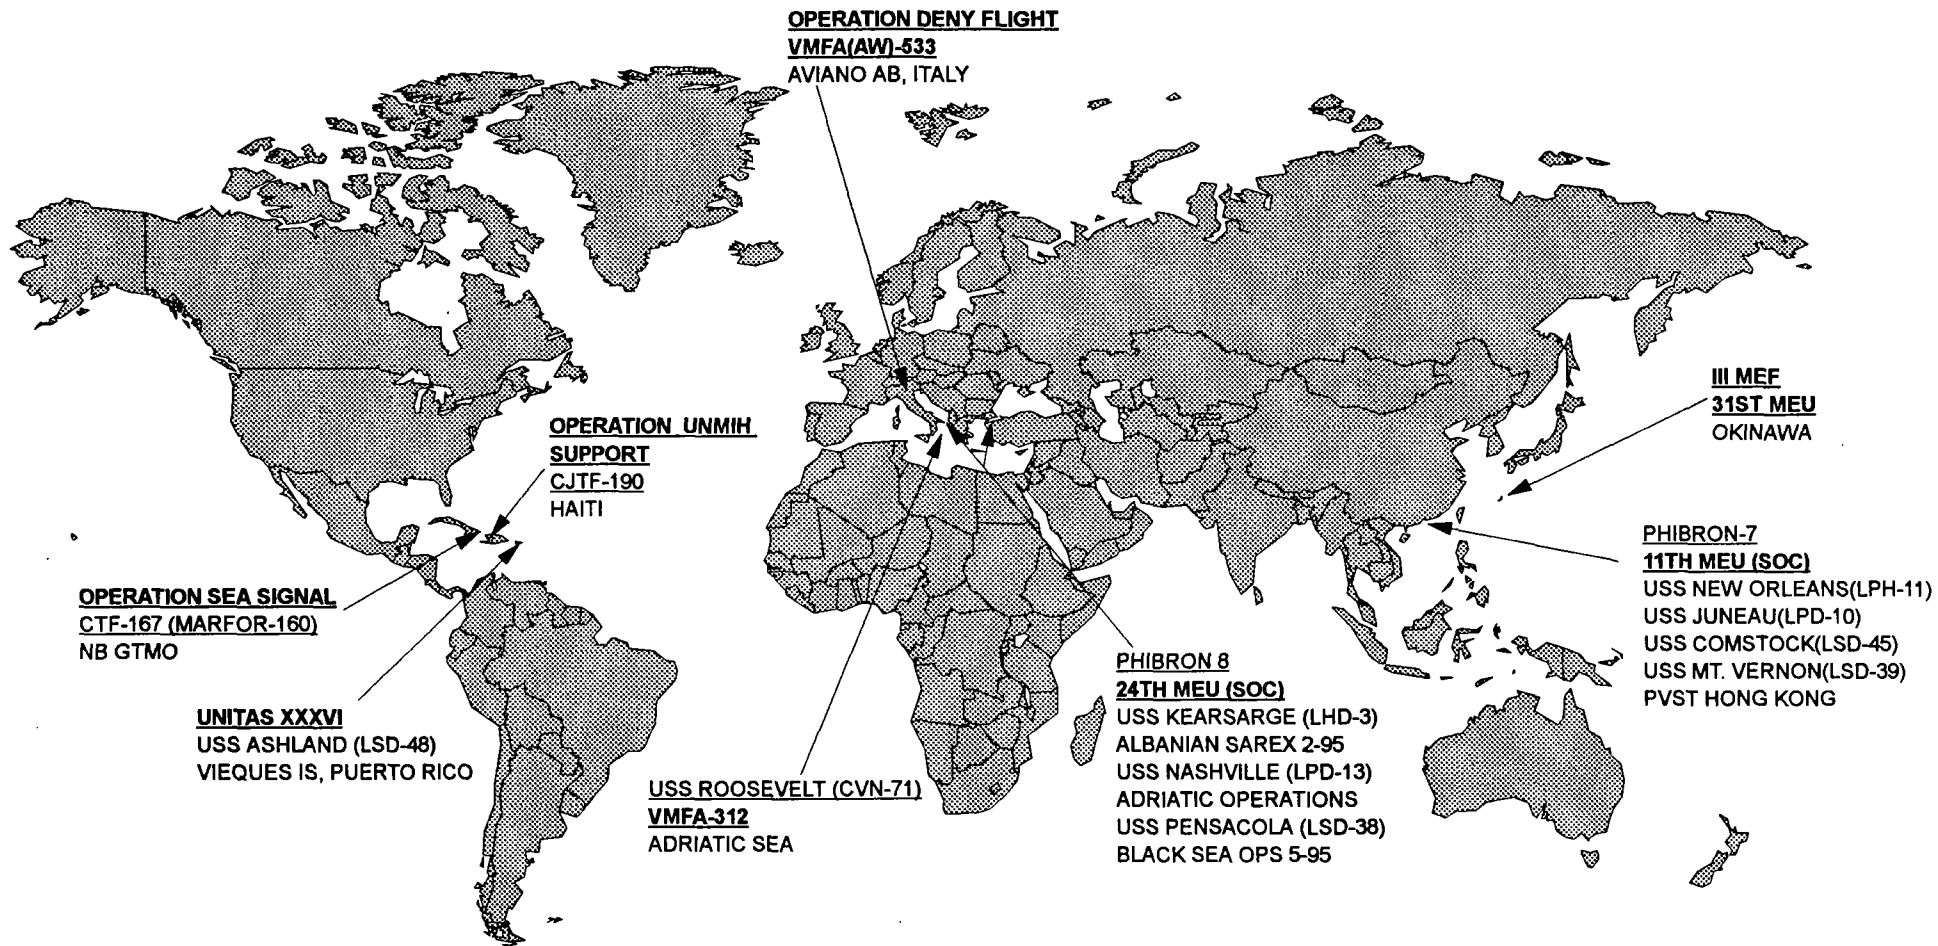 OPERATION DENY FLIGHT
VMFA(AW)-533
AVIANO AB, ITALY
III MEF
31ST MEU
OKINAWA
OPERATION UNMIH
SUPPORT
CJTF-190
HAITI
PHIBRON-7
11TH MEU (SOC)
USS NEW ORLEANS(LPH-11)
USS JUNEAU(LPD-10)
USS COMSTOCK(LSD-45)
USS MT. VERNON(LSD-39)
PVST HONG KONG
OPERATION SEA SIGNAL
CTF-167 (MARFOR-160)
NB GTMO
PHIBRON 8
24TH MEU (SOC)
USS KEARSARGE (LHD-3)
ALBANIAN SAREX 2-95
USS NASHVILLE (LPD-13)
ADRIATIC OPERATIONS
USS PENSACOLA (LSD-38)
BLACK SEA OPS 5-95
UNITAS XXXVI
USS ASHLAND (LSD-48)
VIEQUES IS, PUERTO RICO
USS ROOSEVELT (CVN-71)
VMFA-312
ADRIATIC SEA